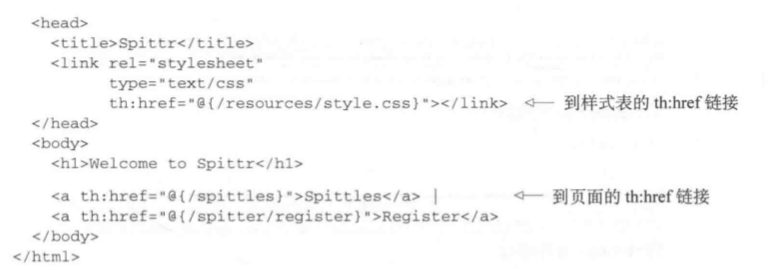 <head>
<title>Spittr</title>
<link rel="stylesheet"
type="text/css"
th:href="@{/resources/style.css}"></link> ← 到样式表的 th:href 链接
</head>
<body>
<h1>Welcome to Spittr</h1>
<a th:href="@{/spittles}">Spittles</a> | ← 到页面的 th:href 链接
<a th:href="@{/spitter/register}">Register</a>
</body>
</html>